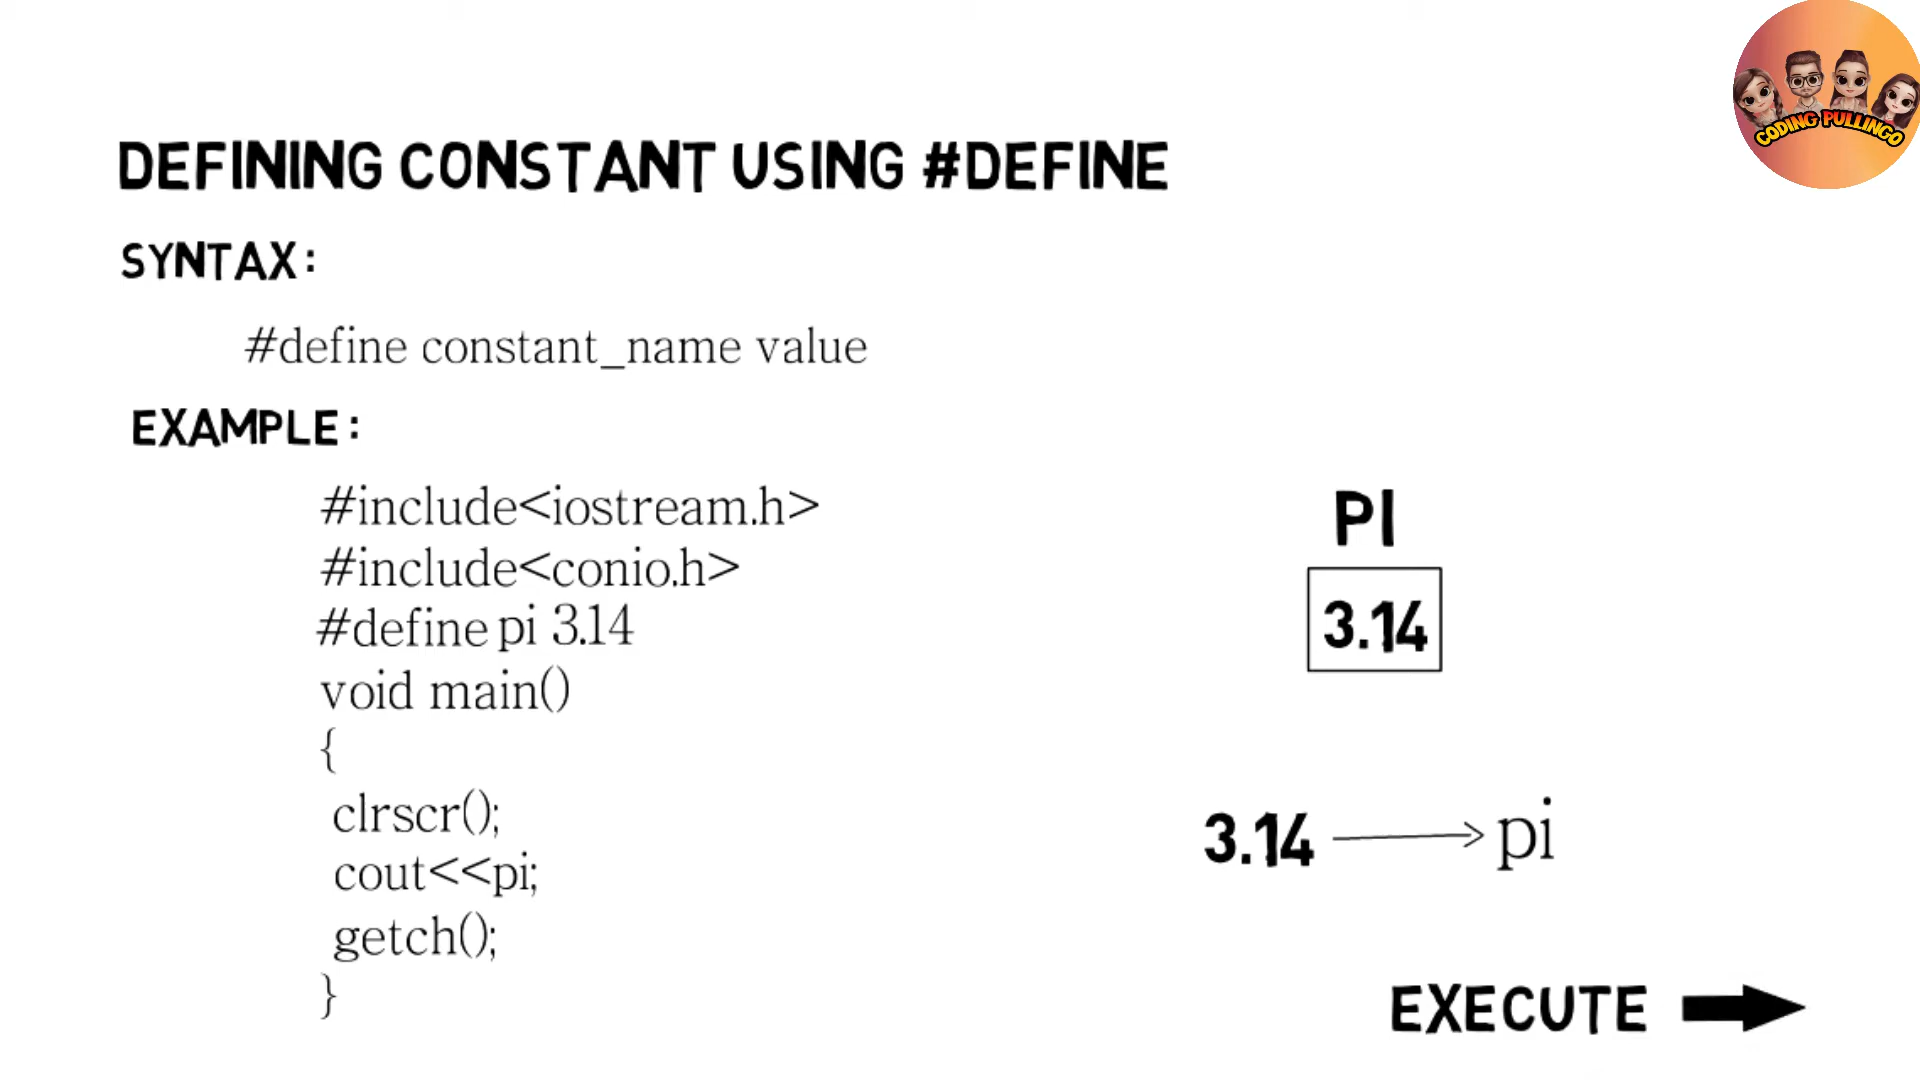 CODING PULLINGO
DEFINING CONSTANT USING #DEFINE
SYNTAX:
#define constant_name value
EXAMPLE:
#include<iostream.h>
#include<conio.h>
#define pi 3.14
void main()
{
clrscr();
cout<<pi;
getch();
}
PI
3.14
3.14 pi
EXECUTE